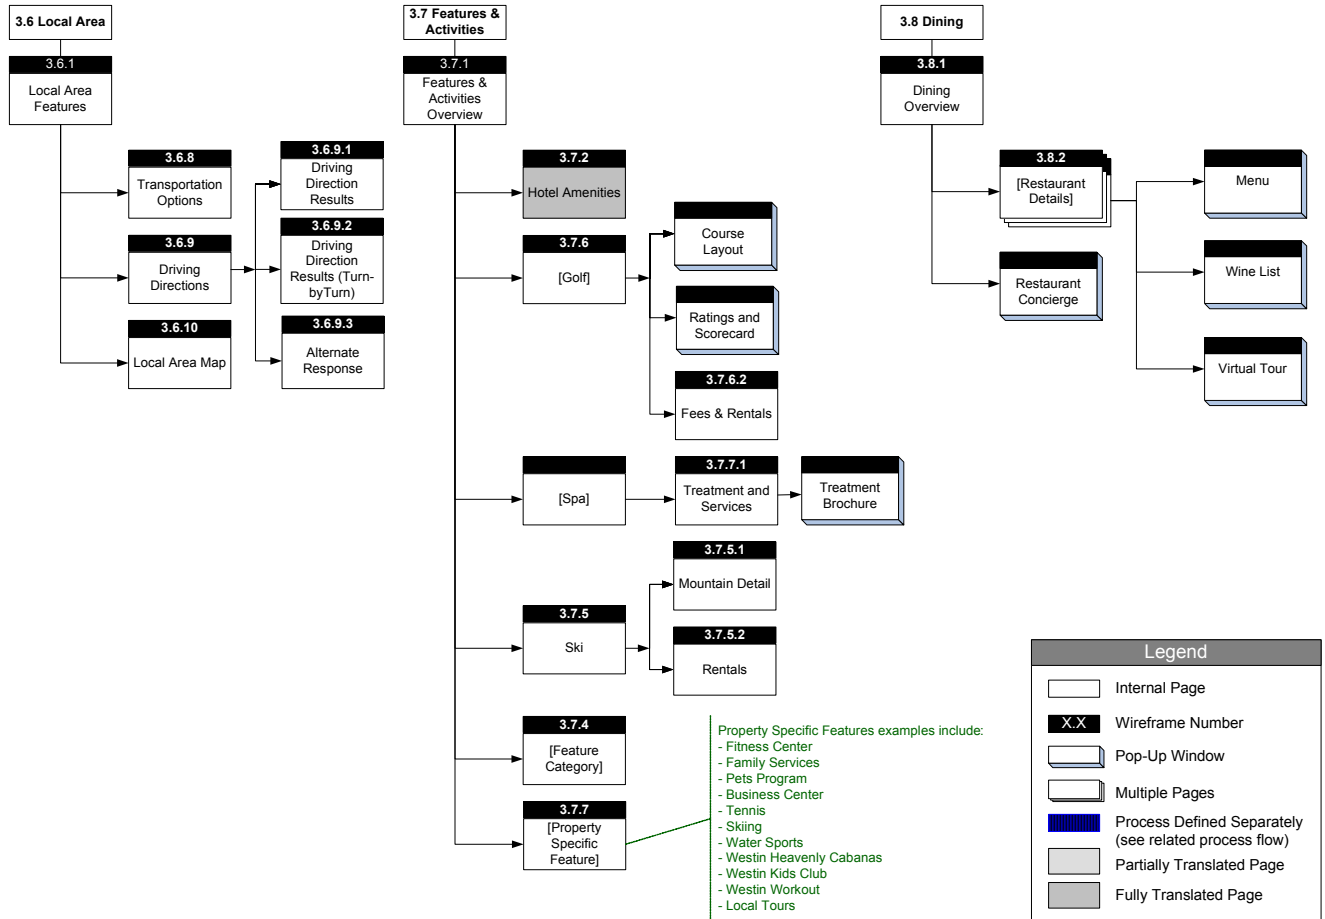 3.6 Local Area
3.6.1
Local Area
Features
3.6.8
Transportation
Options
3.6.9
Driving
Directions
3.6.10
Local Area Map
3.6.9.1
Driving
Direction
Results
3.6.9.2
Driving
Direction
Results (Turn-
byTurn)
3.6.9.3
Alternate
Response
3.7 Features &
Activities
3.7.1
Features &
Activities
Overview
3.7.2
Hotel Amenities
3.7.6
[Golf]
Course
Layout
Ratings and
Scorecard
3.7.6.2
Fees & Rentals
[Spa]
3.7.7.1
Treatment and
Services
Treatment
Brochure
3.7.5
Ski
3.7.5.1
Mountain Detail
3.7.5.2
Rentals
3.7.4
[Feature
Category]
3.7.7
[Property
Specific
Feature]
Property Specific Features examples include:
- Fitness Center
- Family Services
- Pets Program
- Business Center
- Tennis
- Skiing
- Water Sports
- Westin Heavenly Cabanas
- Westin Kids Club
- Westin Workout
- Local Tours
3.8 Dining
3.8.1
Dining
Overview
3.8.2
[Restaurant
Details]
Restaurant
Concierge
Menu
Wine List
Virtual Tour
Legend
Internal Page
X.X Wireframe Number
Pop-Up Window
Multiple Pages
Process Defined Separately
(see related process flow)
Partially Translated Page
Fully Translated Page